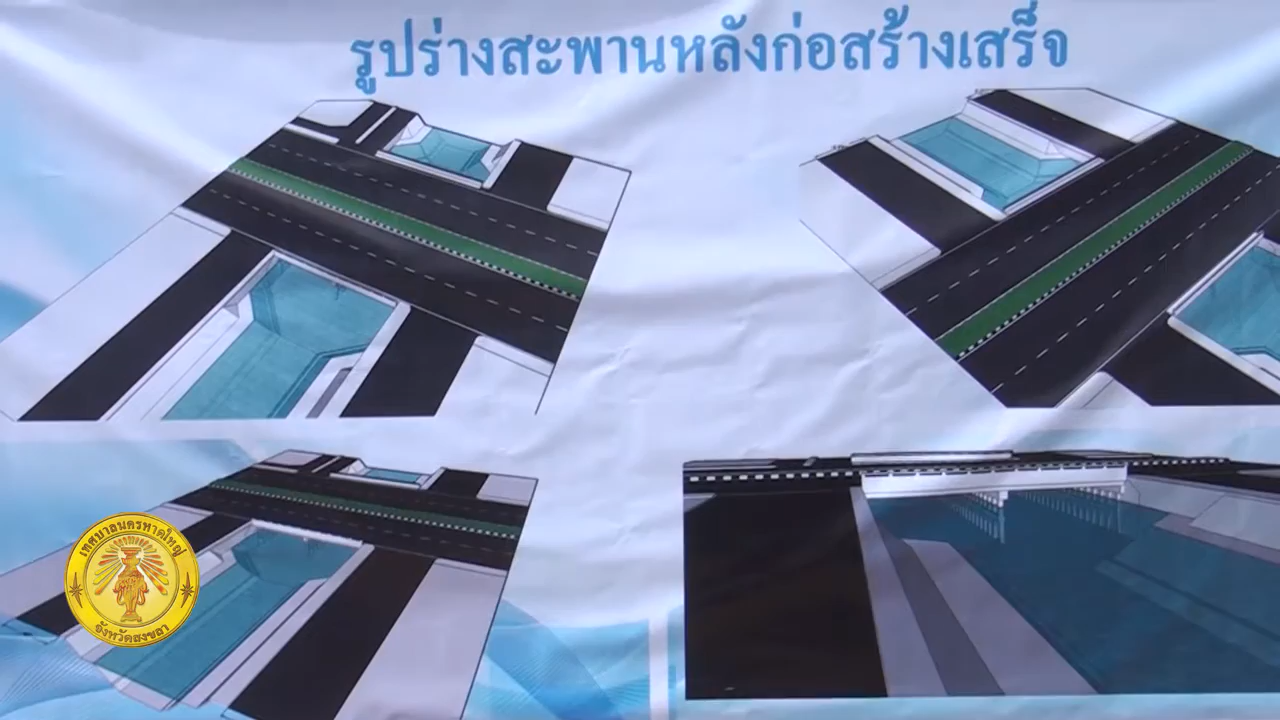 รูปร่างสะพานหลังก่อสร้างเสร็จ
เทศบาลนครหาดใหญ่
จังหวัดสงขลา